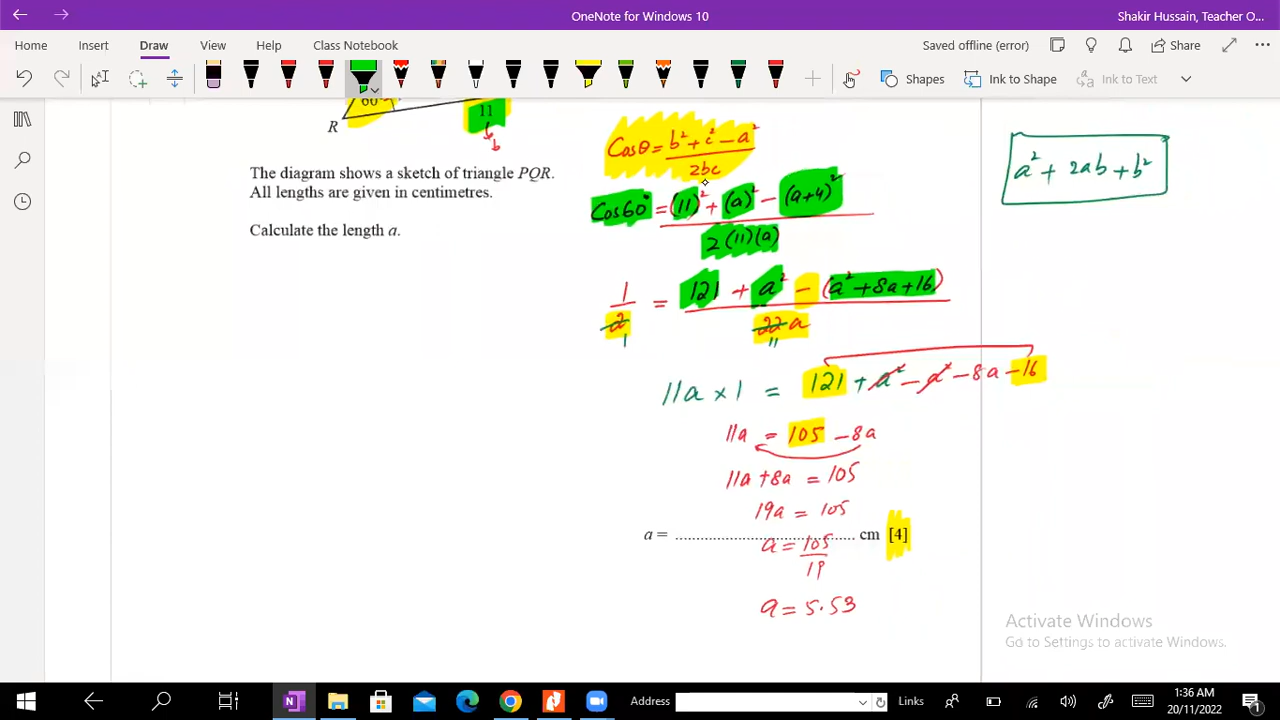 OneNote for Windows 10
Shakir Hussain, Teacher O...
Home Insert Draw View Help Class Notebook
Saved offline (error) Share
Shapes Ink to Shape Ink to Text
60°
R
11
b
The diagram shows a sketch of triangle PQR.
All lengths are given in centimetres.
Calculate the length a.
Cosθ = b² + c² − a² / 2bc
Cos60° = (11)² + (a)² − (a+4)² / 2(11)(a)
1/2 = 121 + a² − (a² + 8a + 16) / 22a
1 11
11a × 1 = 121 + a² − a² − 8a − 16
11a = 105 − 8a
11a + 8a = 105
19a = 105
a = .................................................. cm [4]
a = 105/19
a = 5.53
a² + 2ab + b²
Activate Windows
Go to Settings to activate Windows.
Address Links
1:36 AM
20/11/2022